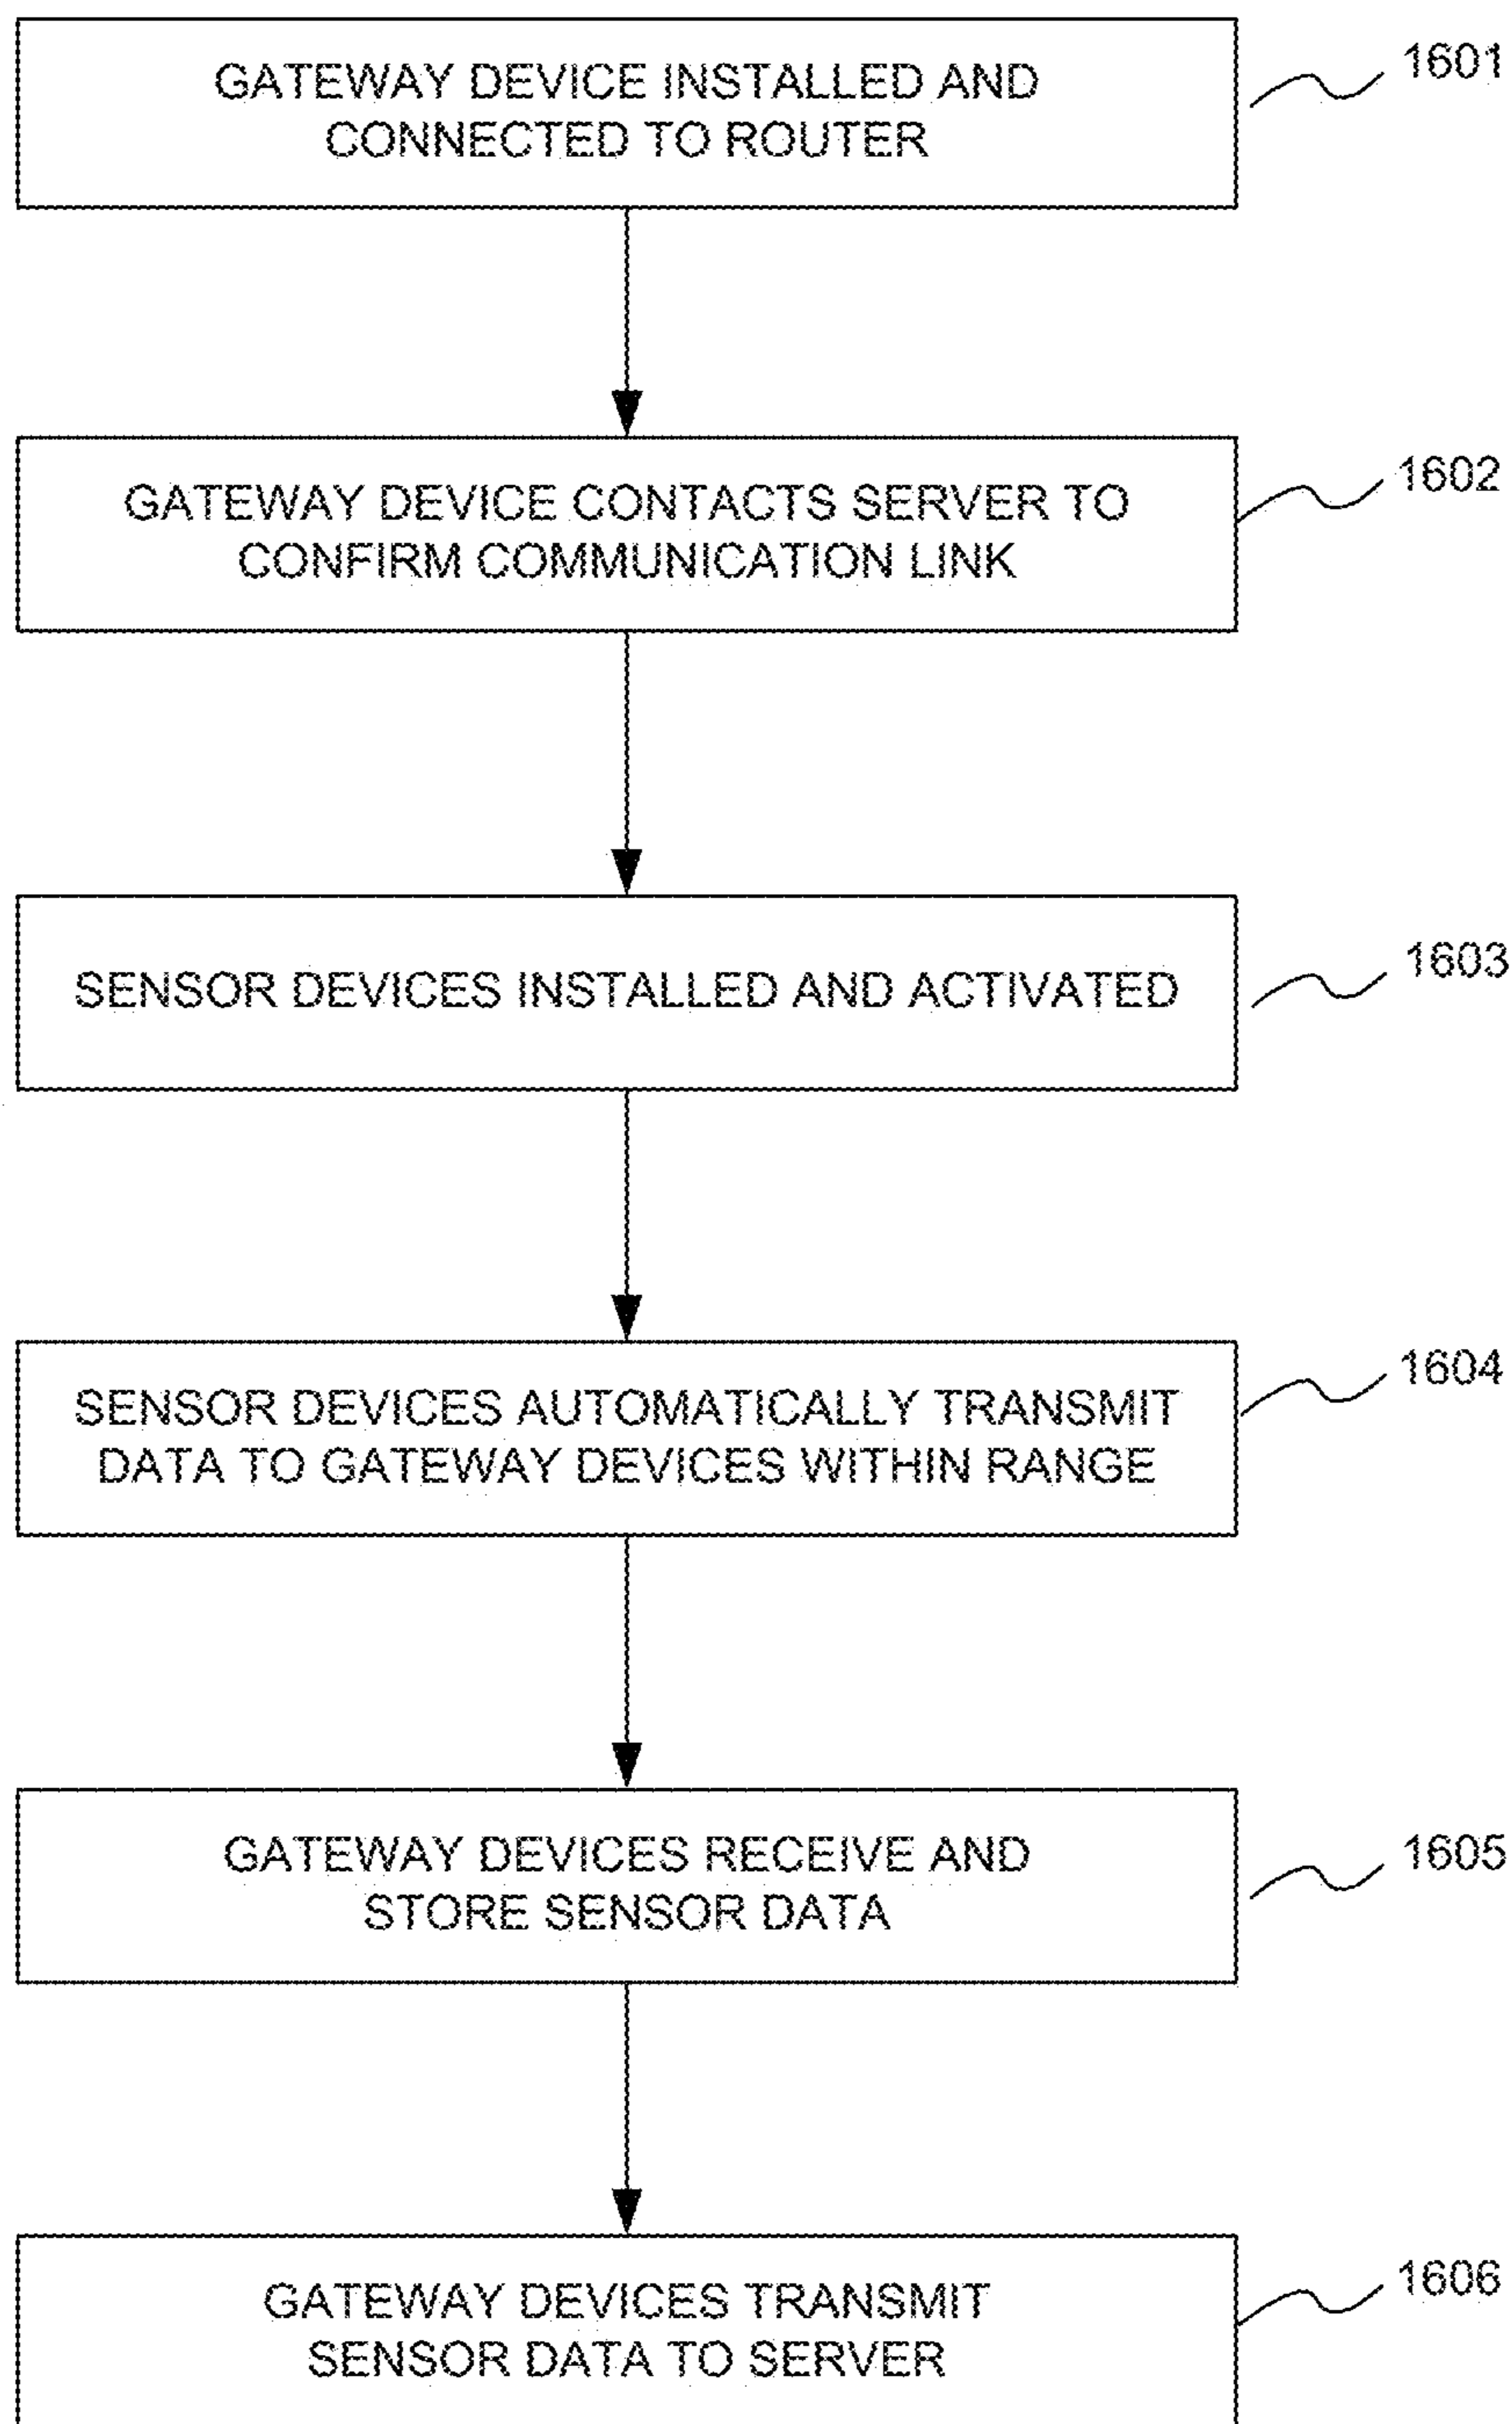 GATEWAY DEVICE INSTALLED AND
CONNECTED TO ROUTER
1601
GATEWAY DEVICE CONTACTS SERVER TO
CONFIRM COMMUNICATION LINK
1602
SENSOR DEVICES INSTALLED AND ACTIVATED
1603
SENSOR DEVICES AUTOMATICALLY TRANSMIT
DATA TO GATEWAY DEVICES WITHIN RANGE
1604
GATEWAY DEVICES RECEIVE AND
STORE SENSOR DATA
1605
GATEWAY DEVICES TRANSMIT
SENSOR DATA TO SERVER
1606